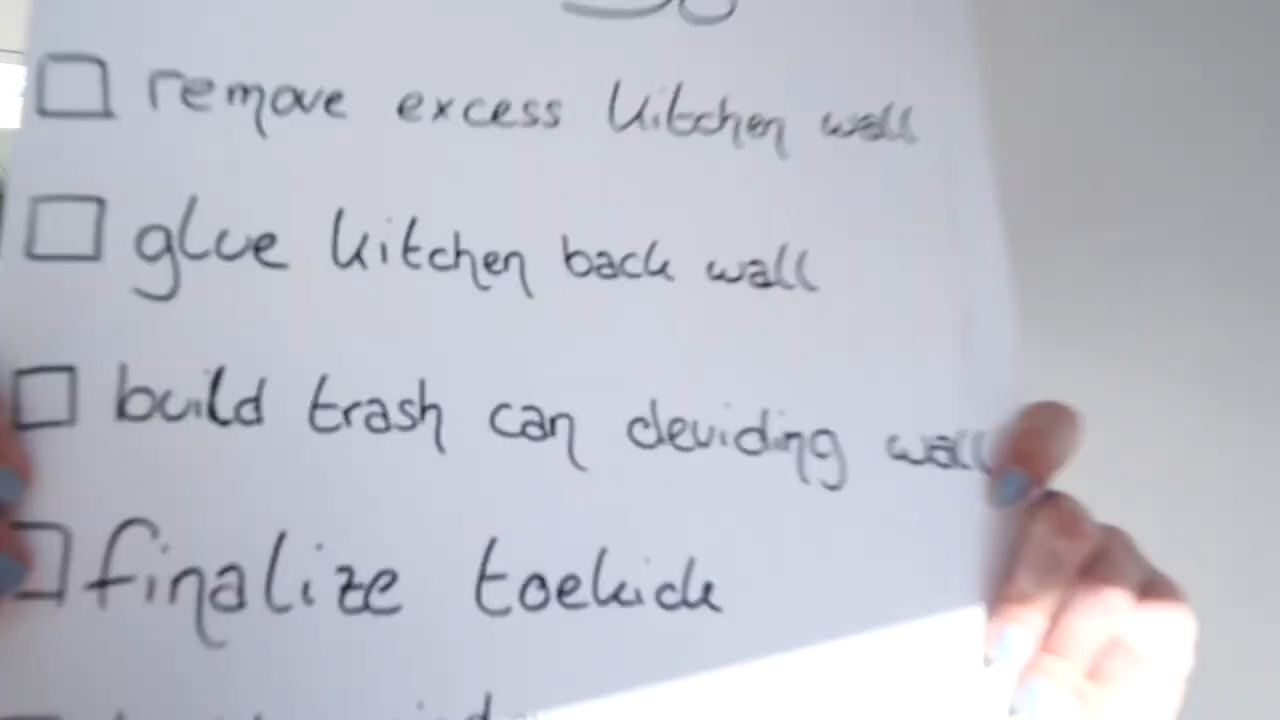 remove excess kitchen wall
glue kitchen back wall
build trash can deviding wall
finalize toekick